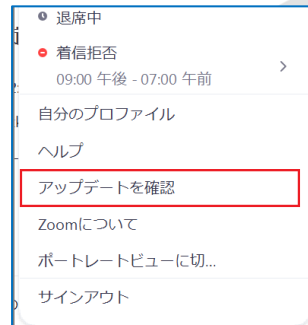 退席中
着信拒否
09:00 午後 - 07:00 午前
自分のプロファイル
ヘルプ
アップデートを確認
Zoomについて
ポートレートビューに切...
サインアウト